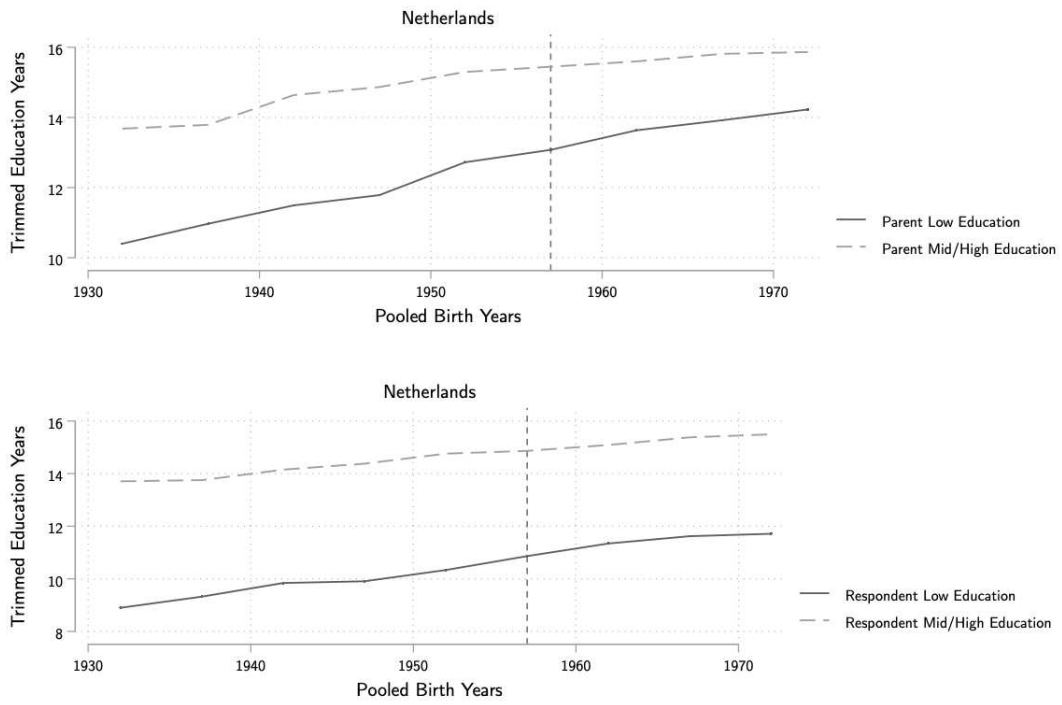 Netherlands
Trimmed Education Years
16
14
12
10
1930 1940 1950 1960 1970
Pooled Birth Years
Parent Low Education
Parent Mid/High Education
Netherlands
Trimmed Education Years
16
14
12
10
8
1930 1940 1950 1960 1970
Pooled Birth Years
Respondent Low Education
Respondent Mid/High Education